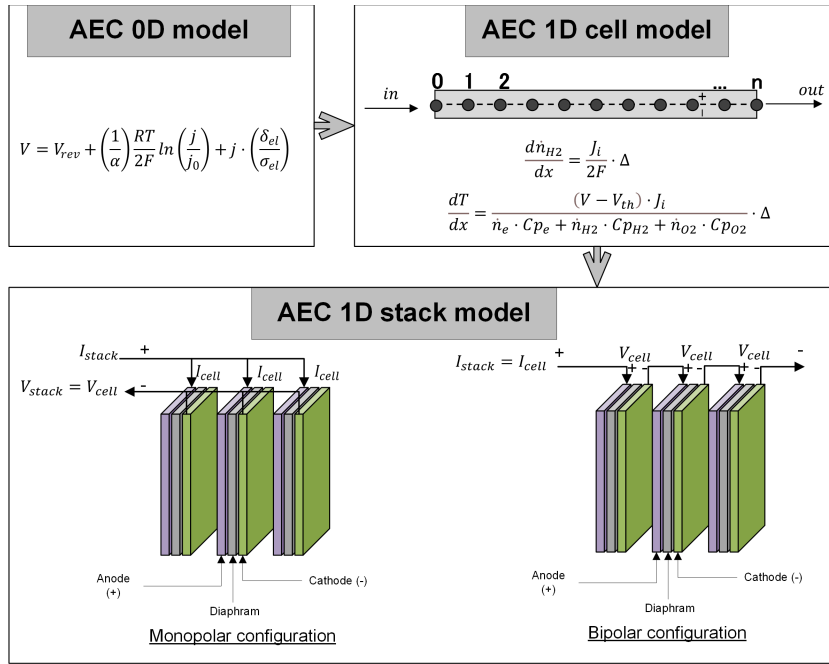 AEC 0D model
V = V_rev + (1/α) RT/2F ln(j/j_0) + j · (δ_el/σ_el)
AEC 1D cell model
0 1 2 ... n
in
+
-
out
dṅ_H2/dx = J_i/2F · Δ
dT/dx = (V − V_th) · J_i / ṅ_e · Cp_e + ṅ_H2 · Cp_H2 + ṅ_O2 · Cp_O2 · Δ
AEC 1D stack model
I_stack +
I_cell I_cell I_cell
V_stack = V_cell -
Anode
(+)
Diaphram
Cathode (-)
Monopolar configuration
I_stack = I_cell + V_cell V_cell V_cell -
+ - + - + -
Anode
(+)
Diaphram
Cathode (-)
Bipolar configuration